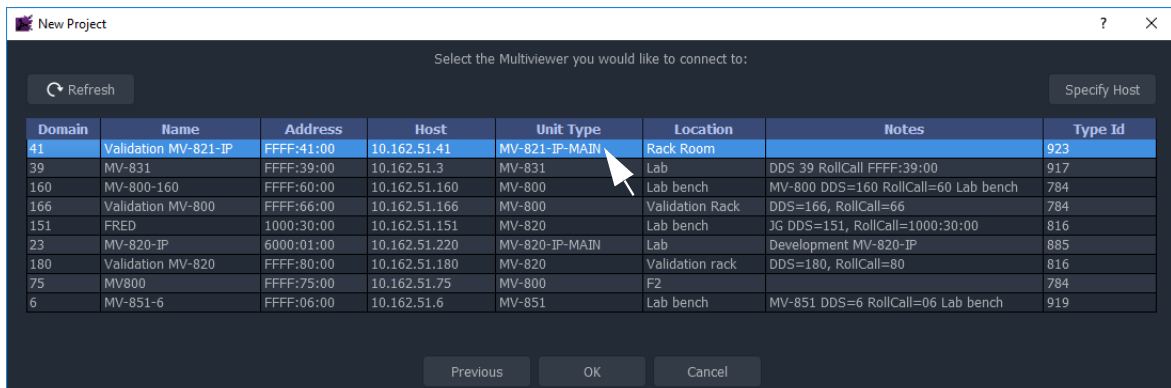 New Project ? ×
Select the Multiviewer you would like to connect to:
Refresh Specify Host
Domain Name Address Host Unit Type Location Notes Type Id
41 Validation MV-821-IP FFFF:41:00 10.162.51.41 MV-821-IP-MAIN Rack Room 923
39 MV-831 FFFF:39:00 10.162.51.3 MV-831 Lab DDS 39 RollCall FFFF:39:00 917
160 MV-800-160 FFFF:60:00 10.162.51.160 MV-800 Lab bench MV-800 DDS=160 RollCall=60 Lab bench 784
166 Validation MV-800 FFFF:66:00 10.162.51.166 MV-800 Validation Rack DDS=166, RollCall=66 784
151 FRED 1000:30:00 10.162.51.151 MV-820 Lab bench JG DDS=151, RollCall=1000:30:00 816
23 MV-820-IP 6000:01:00 10.162.51.220 MV-820-IP-MAIN Lab Development MV-820-IP 885
180 Validation MV-820 FFFF:80:00 10.162.51.180 MV-820 Validation rack DDS=180, RollCall=80 816
75 MV800 FFFF:75:00 10.162.51.75 MV-800 F2 784
6 MV-851-6 FFFF:06:00 10.162.51.6 MV-851 Lab bench MV-851 DDS=6 RollCall=06 Lab bench 919
Previous OK Cancel